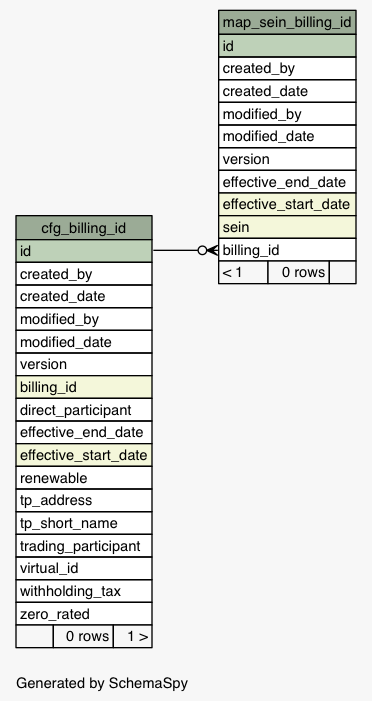 map_sein_billing_id
id
created_by
created_date
modified_by
modified_date
version
effective_end_date
effective_start_date
sein
billing_id
< 1 0 rows
cfg_billing_id
id
created_by
created_date
modified_by
modified_date
version
billing_id
direct_participant
effective_end_date
effective_start_date
renewable
tp_address
tp_short_name
trading_participant
virtual_id
withholding_tax
zero_rated
0 rows 1 >
Generated by SchemaSpy